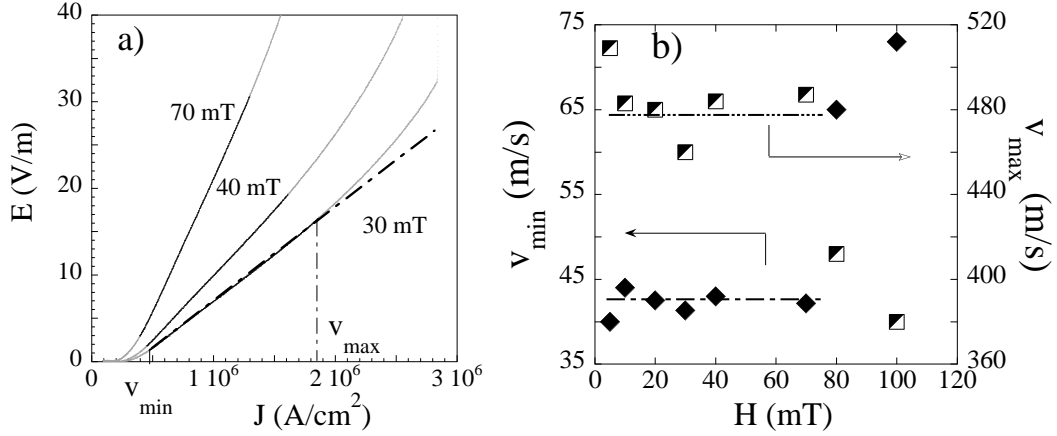 a)
E (V/m)
40
30
20
10
0
70 mT
40 mT
30 mT
v max
v min
0
1 10^6
2 10^6
3 10^6
J (A/cm^2)
b)
v_min (m/s)
75
65
55
45
35
520
480
440
400
360
v_max (m/s)
0 20 40 60 80 100 120
H (mT)